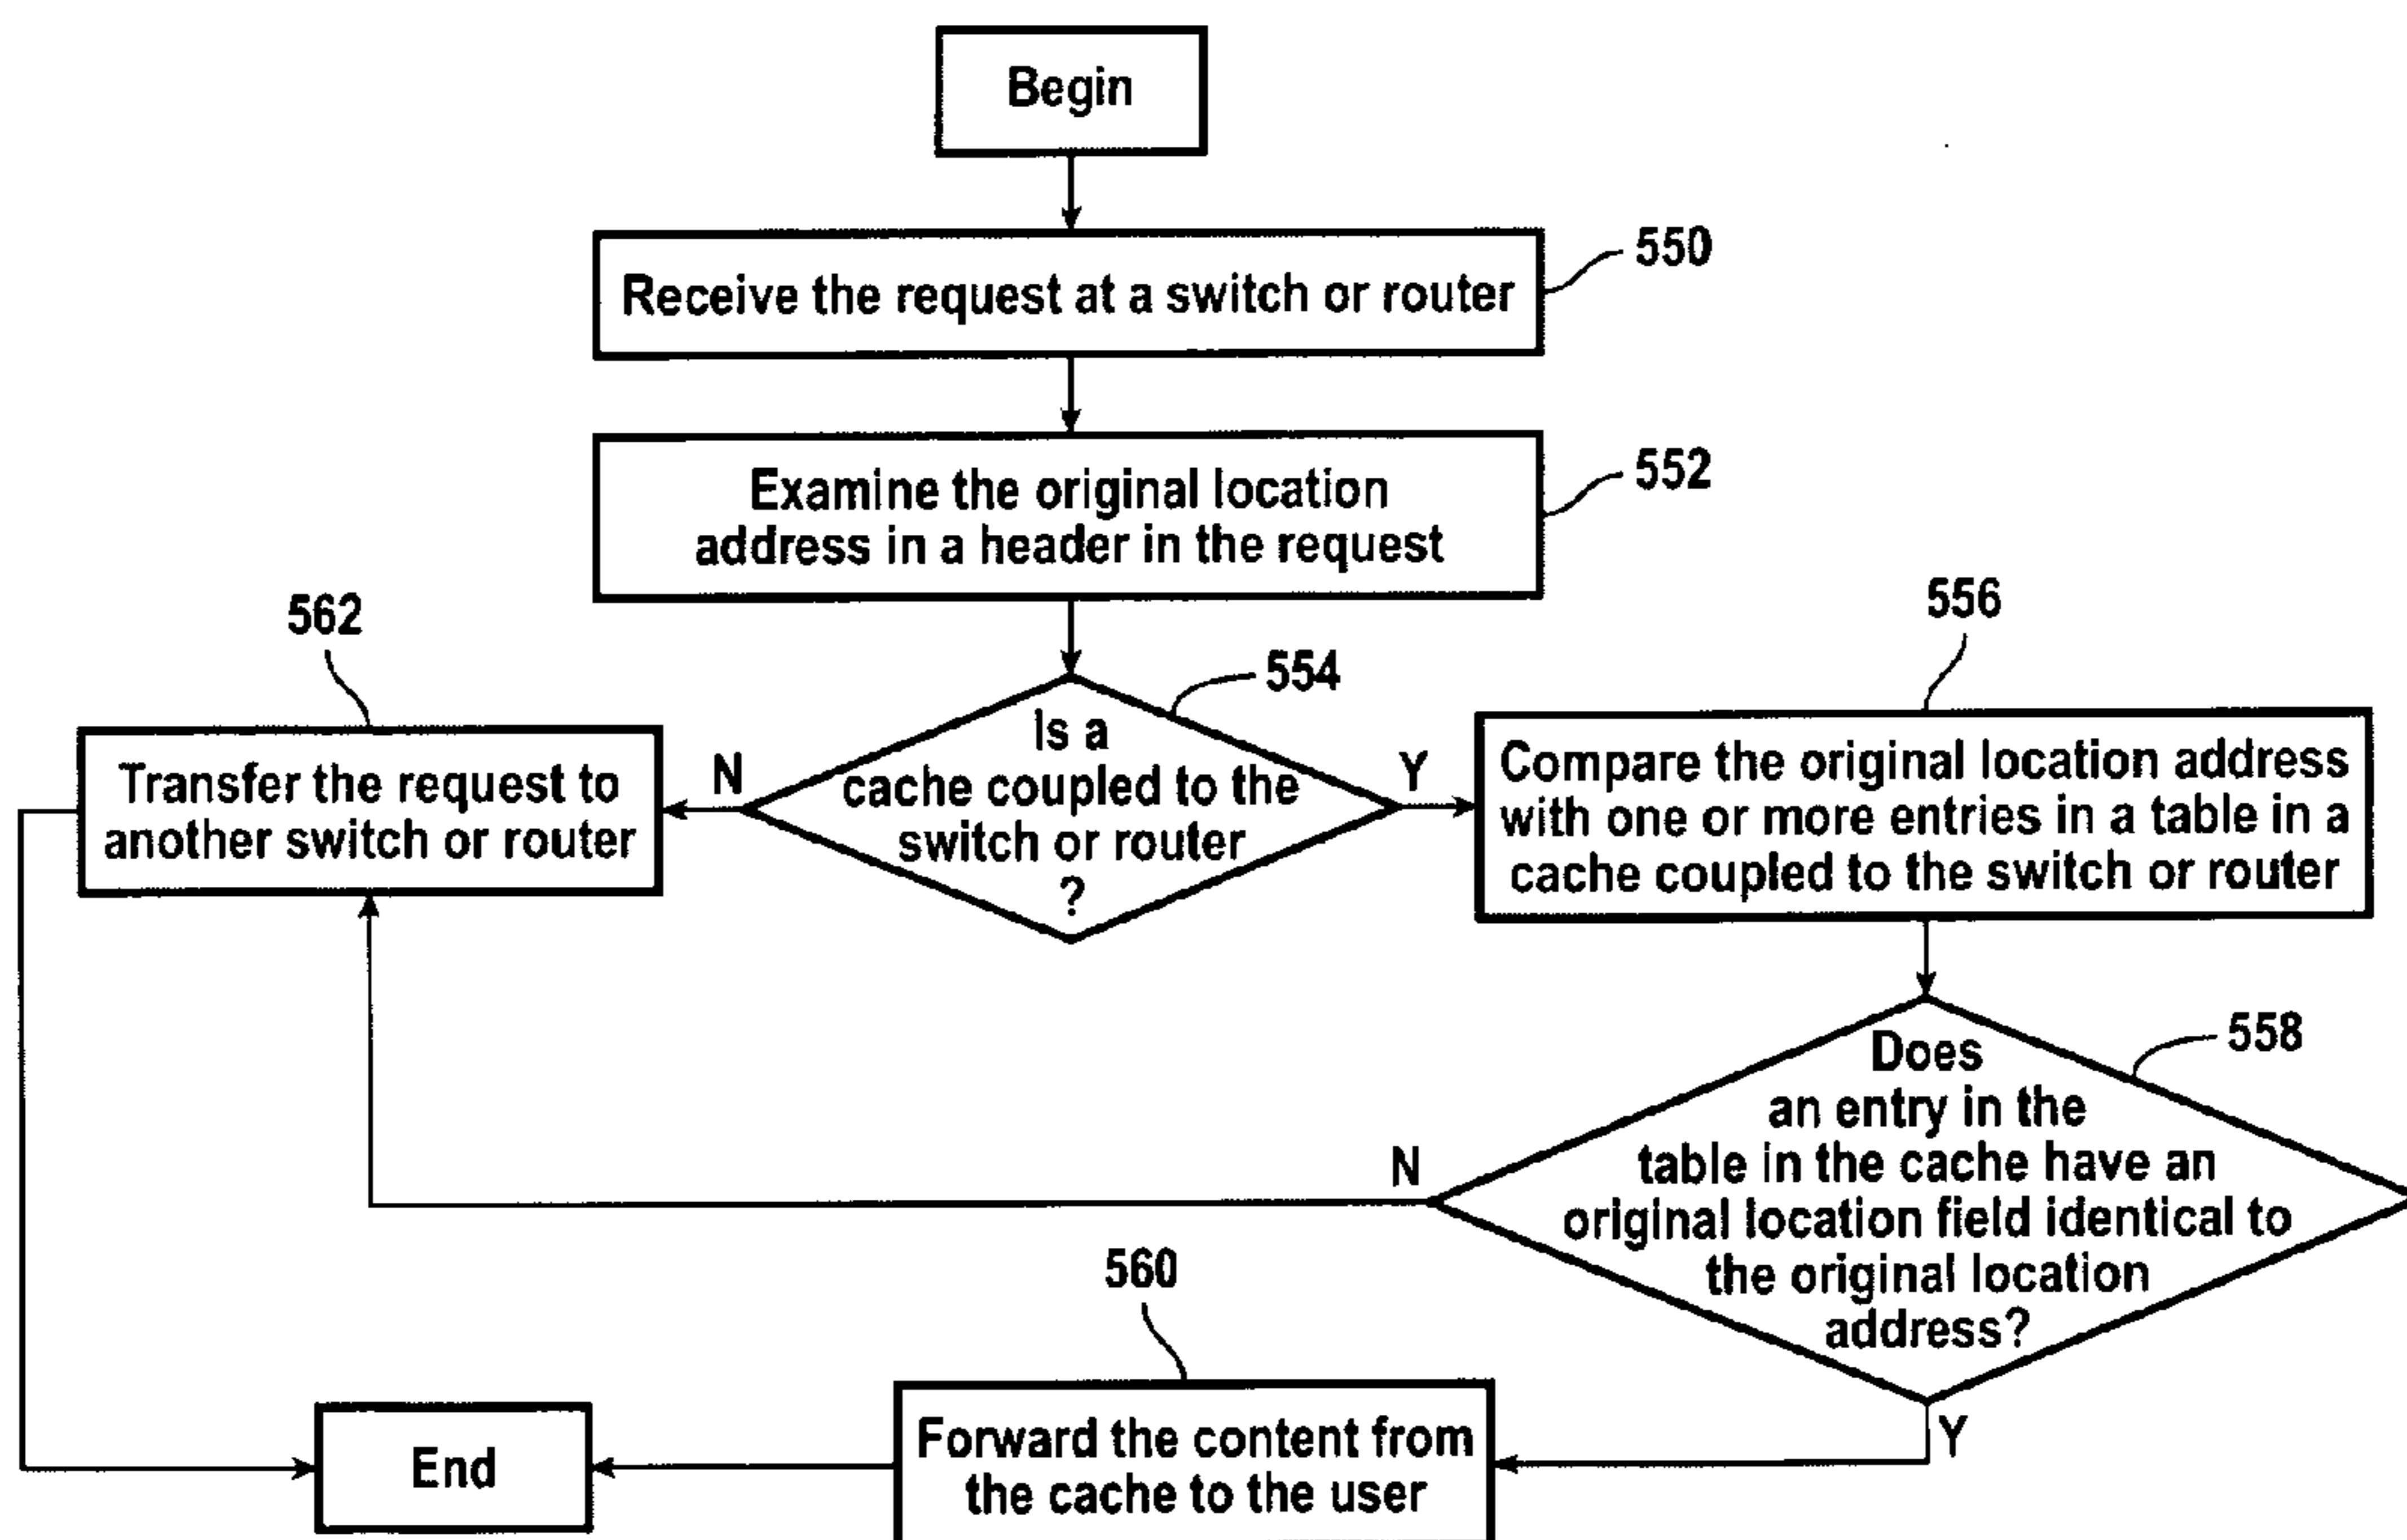 Begin
Receive the request at a switch or router
550
Examine the original location
address in a header in the request
552
562
Transfer the request to
another switch or router
N
554
Is a
cache coupled to the
switch or router
?
Y
556
Compare the original location address
with one or more entries in a table in a
cache coupled to the switch or router
558
Does
an entry in the
table in the cache have an
original location field identical to
the original location
address?
N
Y
560
Forward the content from
the cache to the user
End